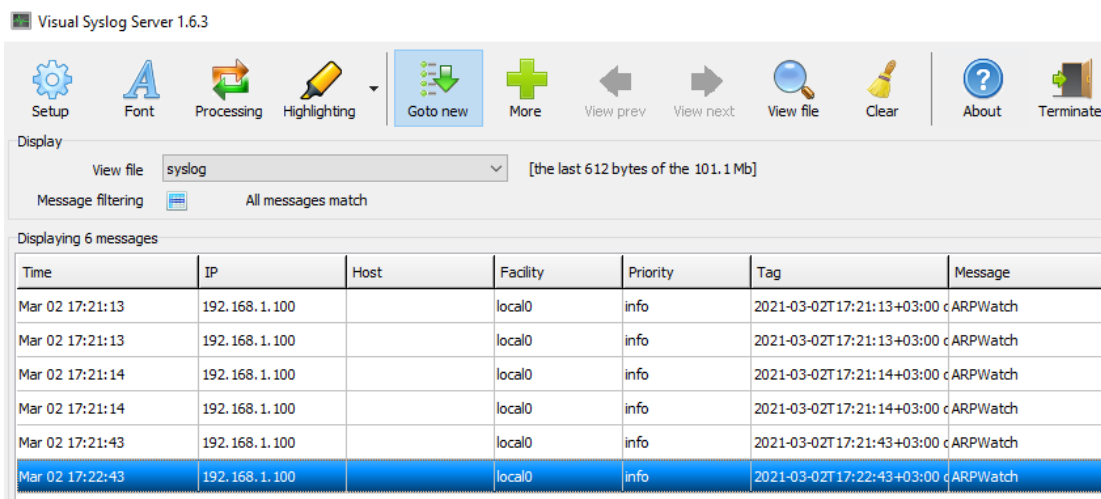 Visual Syslog Server 1.6.3
Setup Font Processing Highlighting Goto new More View prev View next View file Clear About Terminate
Display
View file syslog [the last 612 bytes of the 101.1 Mb]
Message filtering All messages match
Displaying 6 messages
Time IP Host Facility Priority Tag Message
Mar 02 17:21:13 192.168.1.100 local0 info 2021-03-02T17:21:13+03:00 ARPWatch
Mar 02 17:21:13 192.168.1.100 local0 info 2021-03-02T17:21:13+03:00 ARPWatch
Mar 02 17:21:14 192.168.1.100 local0 info 2021-03-02T17:21:14+03:00 ARPWatch
Mar 02 17:21:14 192.168.1.100 local0 info 2021-03-02T17:21:14+03:00 ARPWatch
Mar 02 17:21:43 192.168.1.100 local0 info 2021-03-02T17:21:43+03:00 ARPWatch
Mar 02 17:22:43 192.168.1.100 local0 info 2021-03-02T17:22:43+03:00 ARPWatch